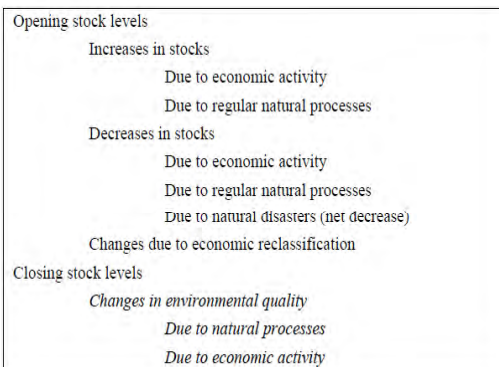 Opening stock levels
Increases in stocks
Due to economic activity
Due to regular natural processes
Decreases in stocks
Due to economic activity
Due to regular natural processes
Due to natural disasters (net decrease)
Changes due to economic reclassification
Closing stock levels
Changes in environmental quality
Due to natural processes
Due to economic activity